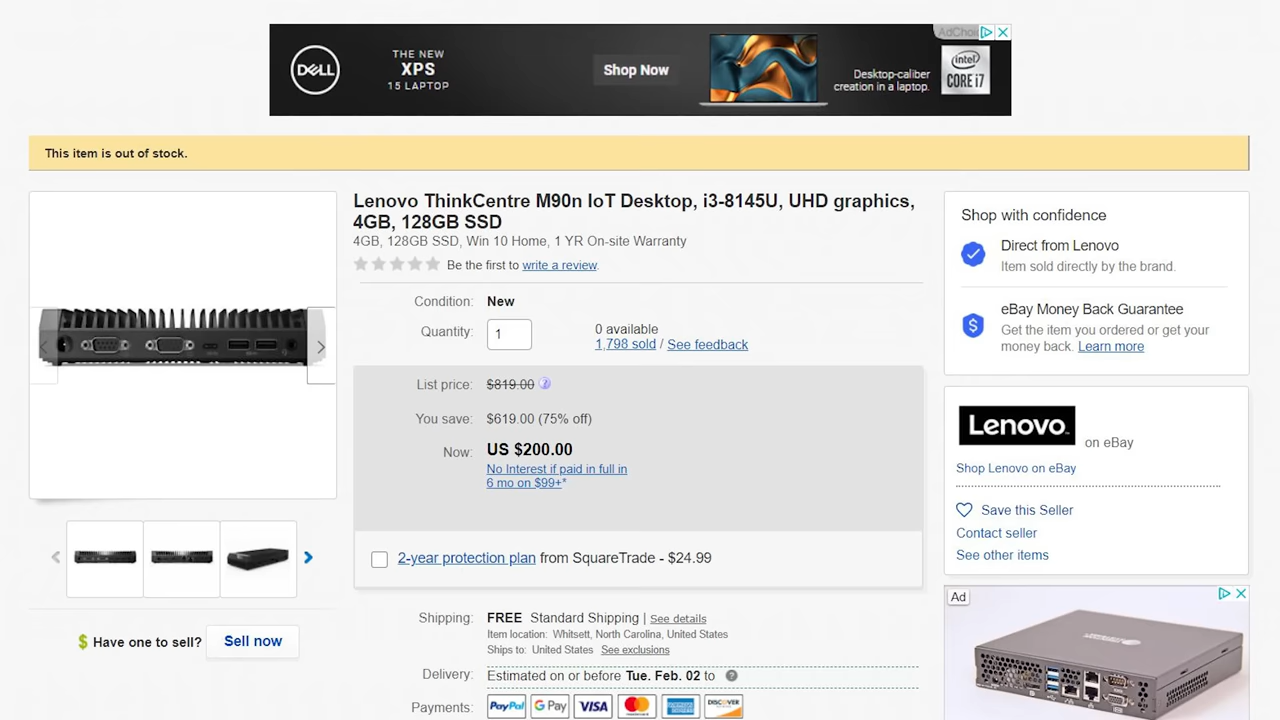 DELL
THE NEW
XPS
15 LAPTOP
Shop Now
Desktop-caliber
creation in a laptop.
intel
CORE i7
This item is out of stock.
Lenovo ThinkCentre M90n IoT Desktop, i3-8145U, UHD graphics,
4GB, 128GB SSD
4GB, 128GB SSD, Win 10 Home, 1 YR On-site Warranty
Be the first to write a review.
Condition: New
Quantity: 1
0 available
1,798 sold / See feedback
List price: $819.00
You save: $619.00 (75% off)
Now: US $200.00
No Interest if paid in full in
6 mo on $99+*
2-year protection plan from SquareTrade - $24.99
Shipping: FREE Standard Shipping | See details
Item location: Whitsett, North Carolina, United States
Ships to: United States See exclusions
Delivery: Estimated on or before Tue. Feb. 02 to
Payments: PayPal G Pay VISA DISCOVER
$ Have one to sell? Sell now
Shop with confidence
Direct from Lenovo
Item sold directly by the brand.
eBay Money Back Guarantee
Get the item you ordered or get your
money back. Learn more
Lenovo on eBay
Shop Lenovo on eBay
Save this Seller
Contact seller
See other items
Ad